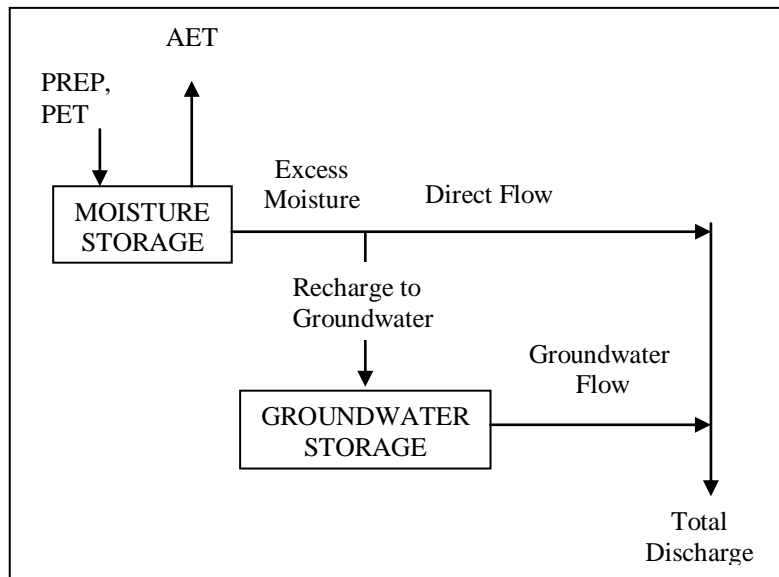 AET
PREP,
PET
Excess
Moisture
Direct Flow
MOISTURE
STORAGE
Recharge to
Groundwater
Groundwater
Flow
GROUNDWATER
STORAGE
Total
Discharge